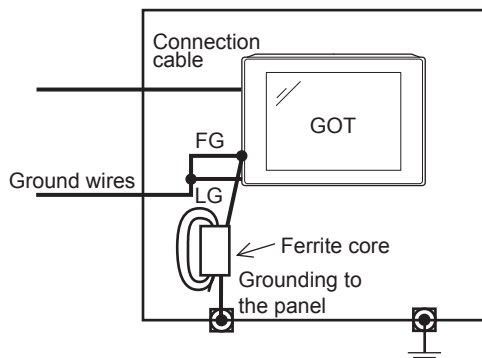 Connection
cable
GOT
FG
Ground wires
LG
Ferrite core
Grounding to
the panel